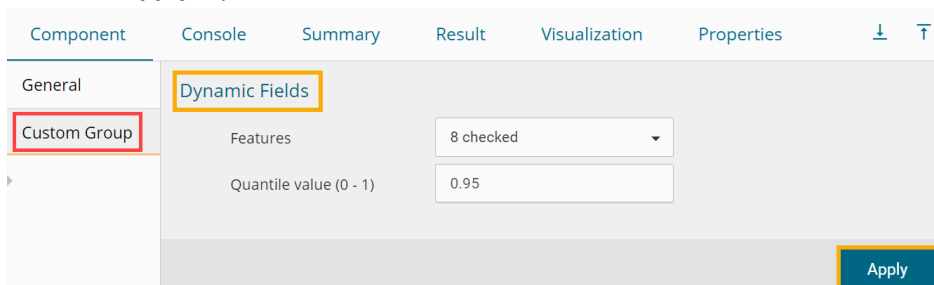 Component Console Summary Result Visualization Properties
General
Dynamic Fields
Custom Group
Features 8 checked
Quantile value (0 - 1) 0.95
Apply